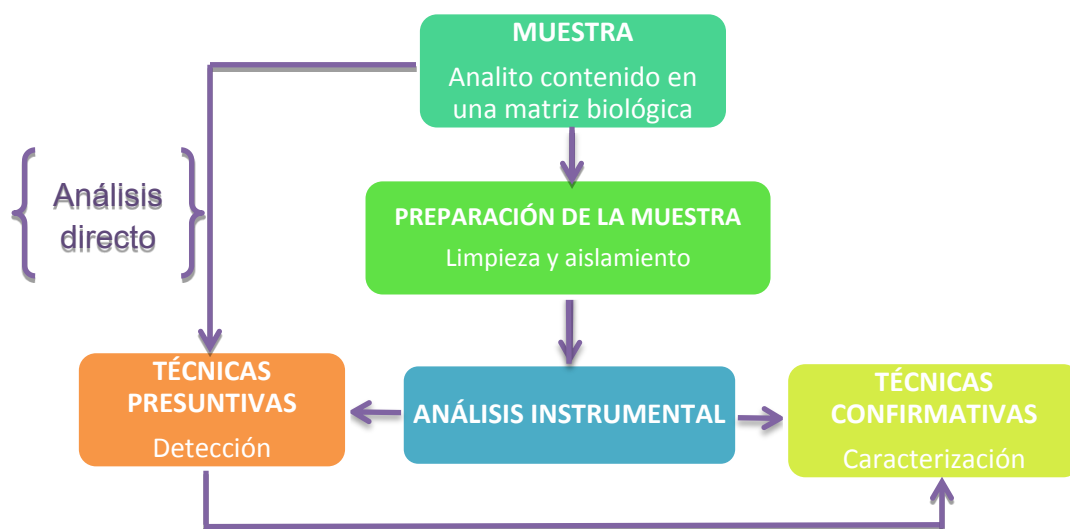 MUESTRA
Analito contenido en
una matriz biológica
Análisis
directo
PREPARACIÓN DE LA MUESTRA
Limpieza y aislamiento
TÉCNICAS
PRESUNTIVAS
Detección
ANÁLISIS INSTRUMENTAL
TÉCNICAS
CONFIRMATIVAS
Caracterización